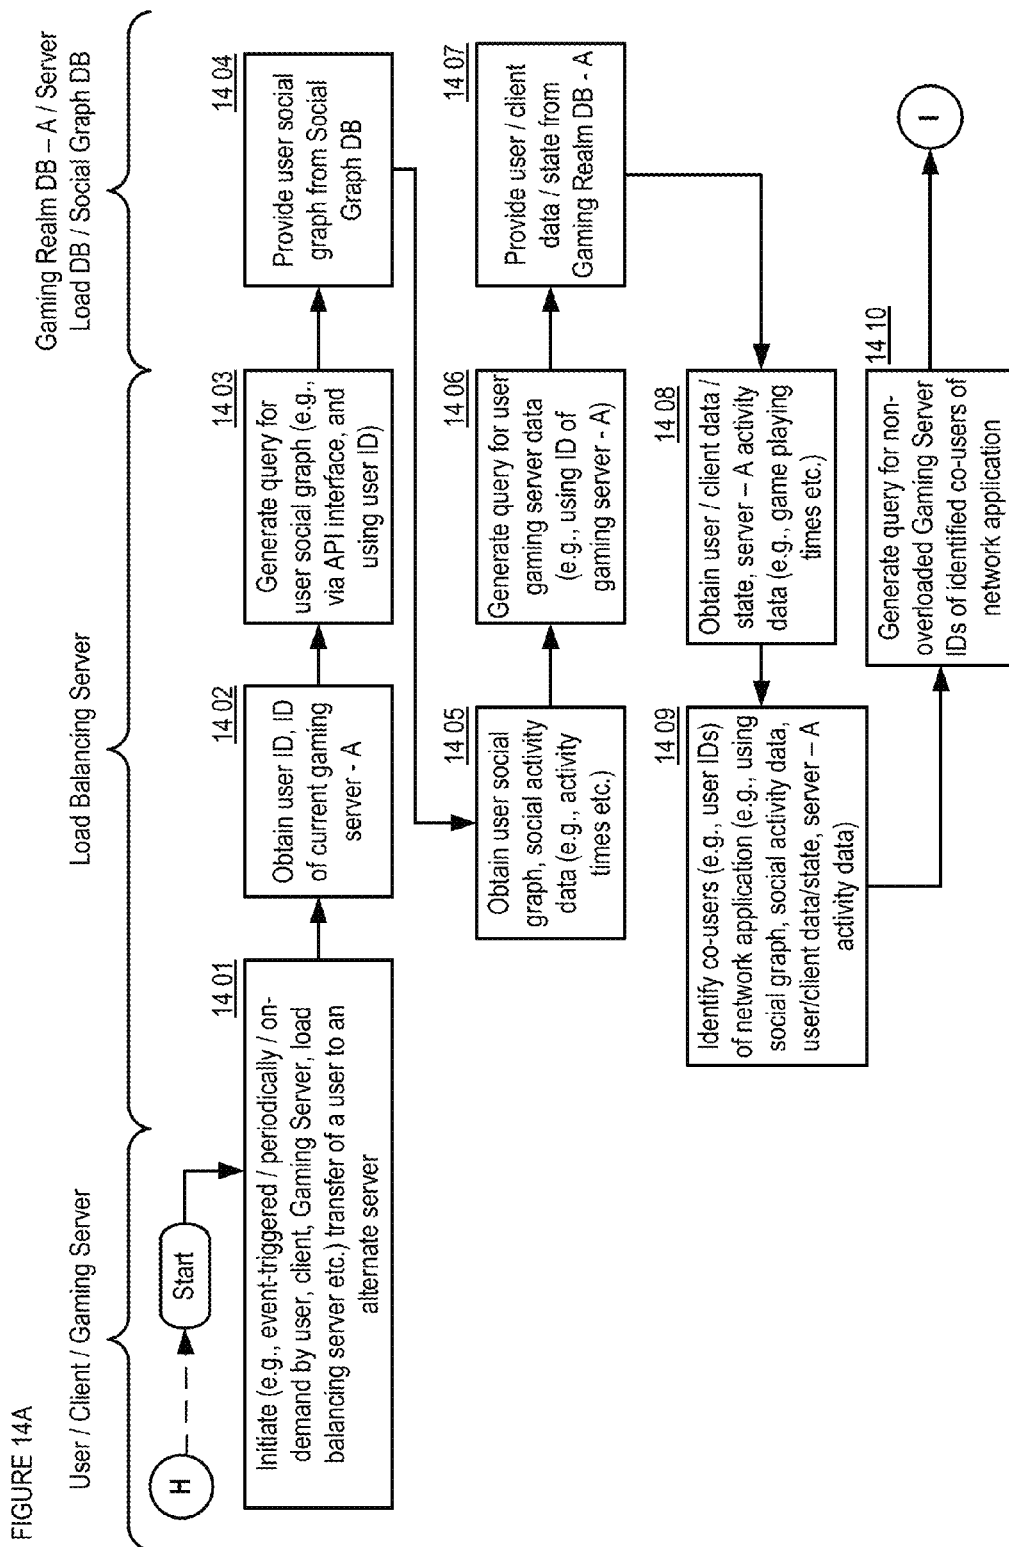 FIGURE 14A
User / Client / Gaming Server
Load Balancing Server
Gaming Realm DB – A / Server
Load DB / Social Graph DB
H
Start
14 01
Initiate (e.g., event-triggered / periodically / on-
demand by user, client, Gaming Server, load
balancing server etc.) transfer of a user to an
alternate server
14 02
Obtain user ID, ID
of current gaming
server - A
14 03
Generate query for
user social graph (e.g.,
via API interface, and
using user ID)
14 04
Provide user social
graph from Social
Graph DB
14 05
Obtain user social
graph, social activity
data (e.g., activity
times etc.)
14 06
Generate query for user
gaming server data
(e.g., using ID of
gaming server - A)
14 07
Provide user / client
data / state from
Gaming Realm DB - A
14 08
Obtain user / client data /
state, server – A activity
data (e.g., game playing
times etc.)
14 09
Identify co-users (e.g., user IDs)
of network application (e.g., using
social graph, social activity data,
user/client data/state, server – A
activity data)
14 10
Generate query for non-
overloaded Gaming Server
IDs of identified co-users of
network application
I